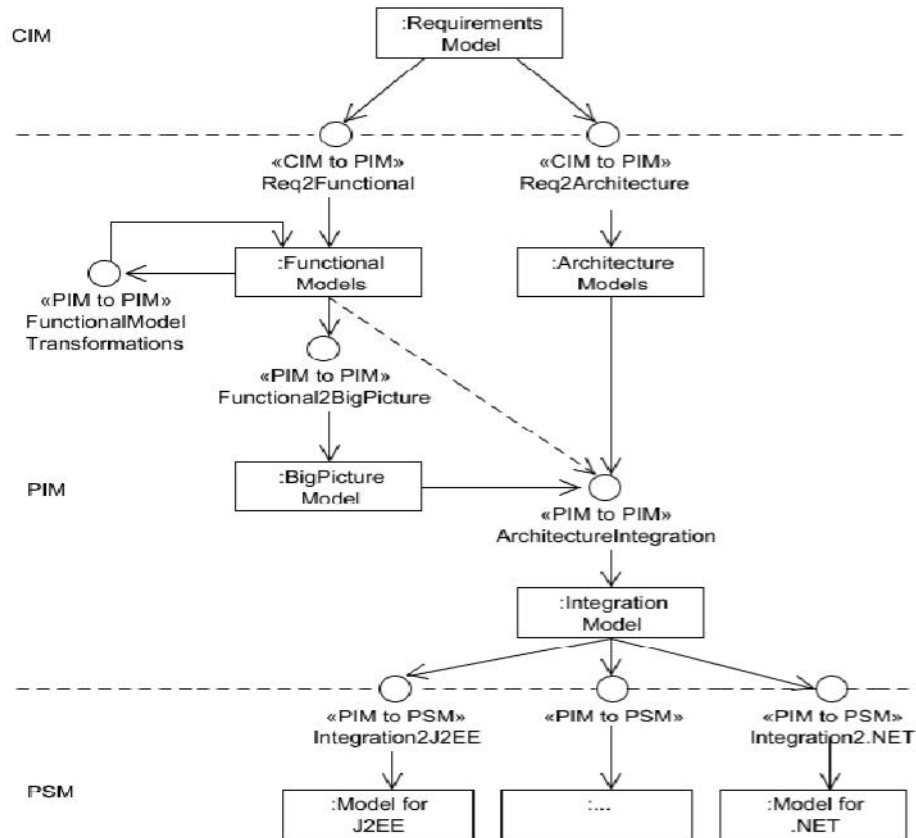 CIM
:Requirements
Model
«CIM to PIM»
Req2Functional
«CIM to PIM»
Req2Architecture
:Functional
Models
:Architecture
Models
«PIM to PIM»
FunctionalModel
Transformations
«PIM to PIM»
Functional2BigPicture
PIM
:BigPicture
Model
«PIM to PIM»
ArchitectureIntegration
:Integration
Model
«PIM to PSM»
Integration2J2EE
«PIM to PSM»
«PIM to PSM»
Integration2.NET
PSM
:Model for
J2EE
:...
:Model for
.NET